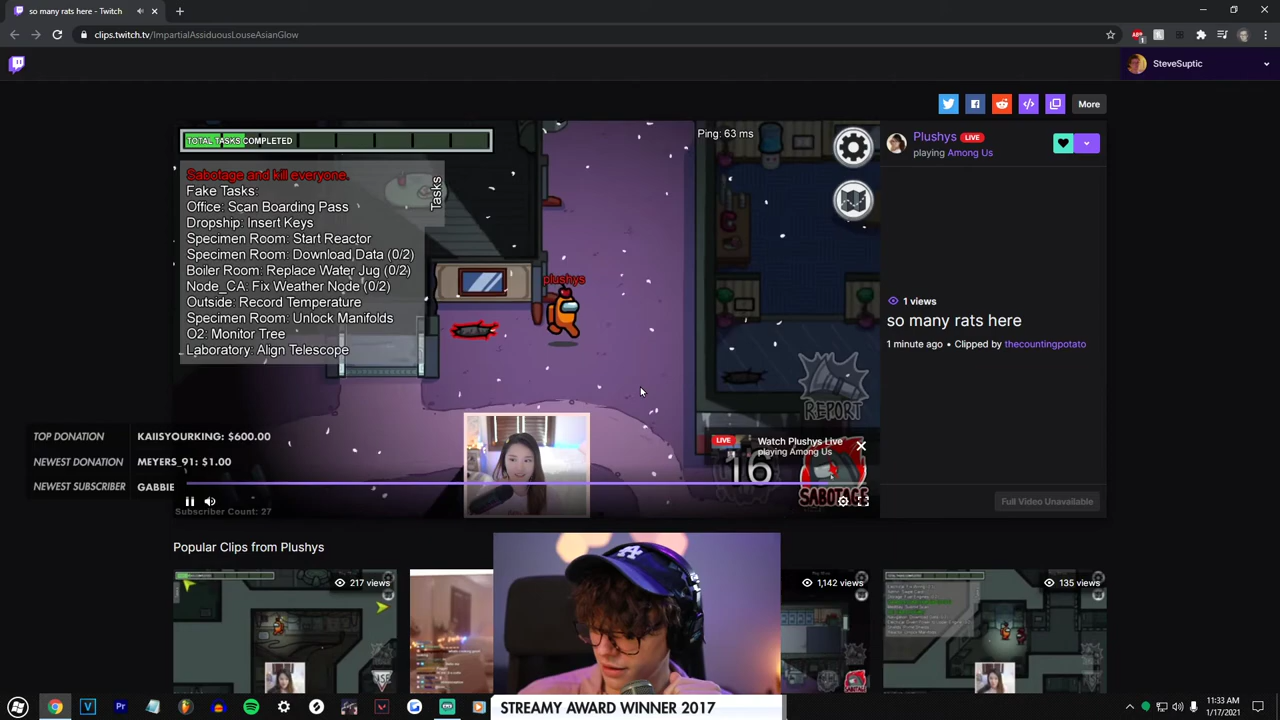 so many rats here - Twitch
clips.twitch.tv/ImpartialAssiduousLouseAsianGlow
SteveSuptic
More
TOTAL TASKS COMPLETED
Ping: 63 ms
Sabotage and kill everyone.
Fake Tasks:
Office: Scan Boarding Pass
Dropship: Insert Keys
Specimen Room: Start Reactor
Specimen Room: Download Data (0/2)
Boiler Room: Replace Water Jug (0/2)
Node_CA: Fix Weather Node (0/2)
Outside: Record Temperature
Specimen Room: Unlock Manifolds
O2: Monitor Tree
Laboratory: Align Telescope
Tasks
plushys
REPORT
16
SABOTAGE
LIVE
Watch Plushys Live
playing Among Us
Plushys LIVE
playing Among Us
1 views
so many rats here
1 minute ago • Clipped by thecountingpotato
Full Video Unavailable
TOP DONATION KAIISYOURKING: $600.00
NEWEST DONATION MEYERS_91: $1.00
NEWEST SUBSCRIBER GABBIE
Subscriber Count: 27
Popular Clips from Plushys
217 views
1,142 views
135 views
STREAMY AWARD WINNER 2017
11:33 AM
1/17/2021